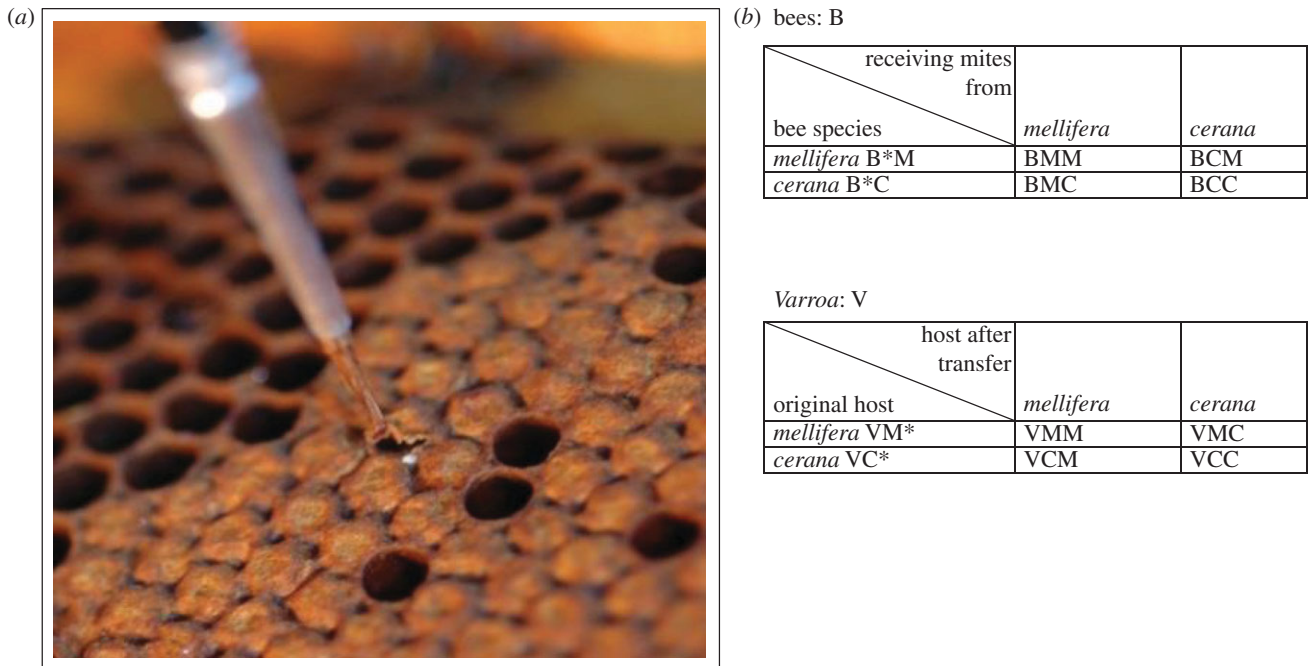 (a)
(b) bees: B
receiving mites
from
bee species mellifera cerana
mellifera B*M BMM BCM
cerana B*C BMC BCC
Varroa: V
host after
transfer
original host mellifera cerana
mellifera VM* VMM VMC
cerana VC* VCM VCC